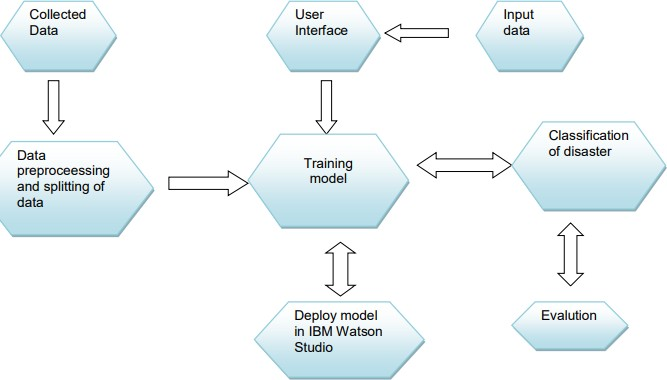 Collected
Data
User
Interface
Input
data
Data
preproceessing
and splitting of
data
Training
model
Classification
of disaster
Deploy model
in IBM Watson
Studio
Evalution